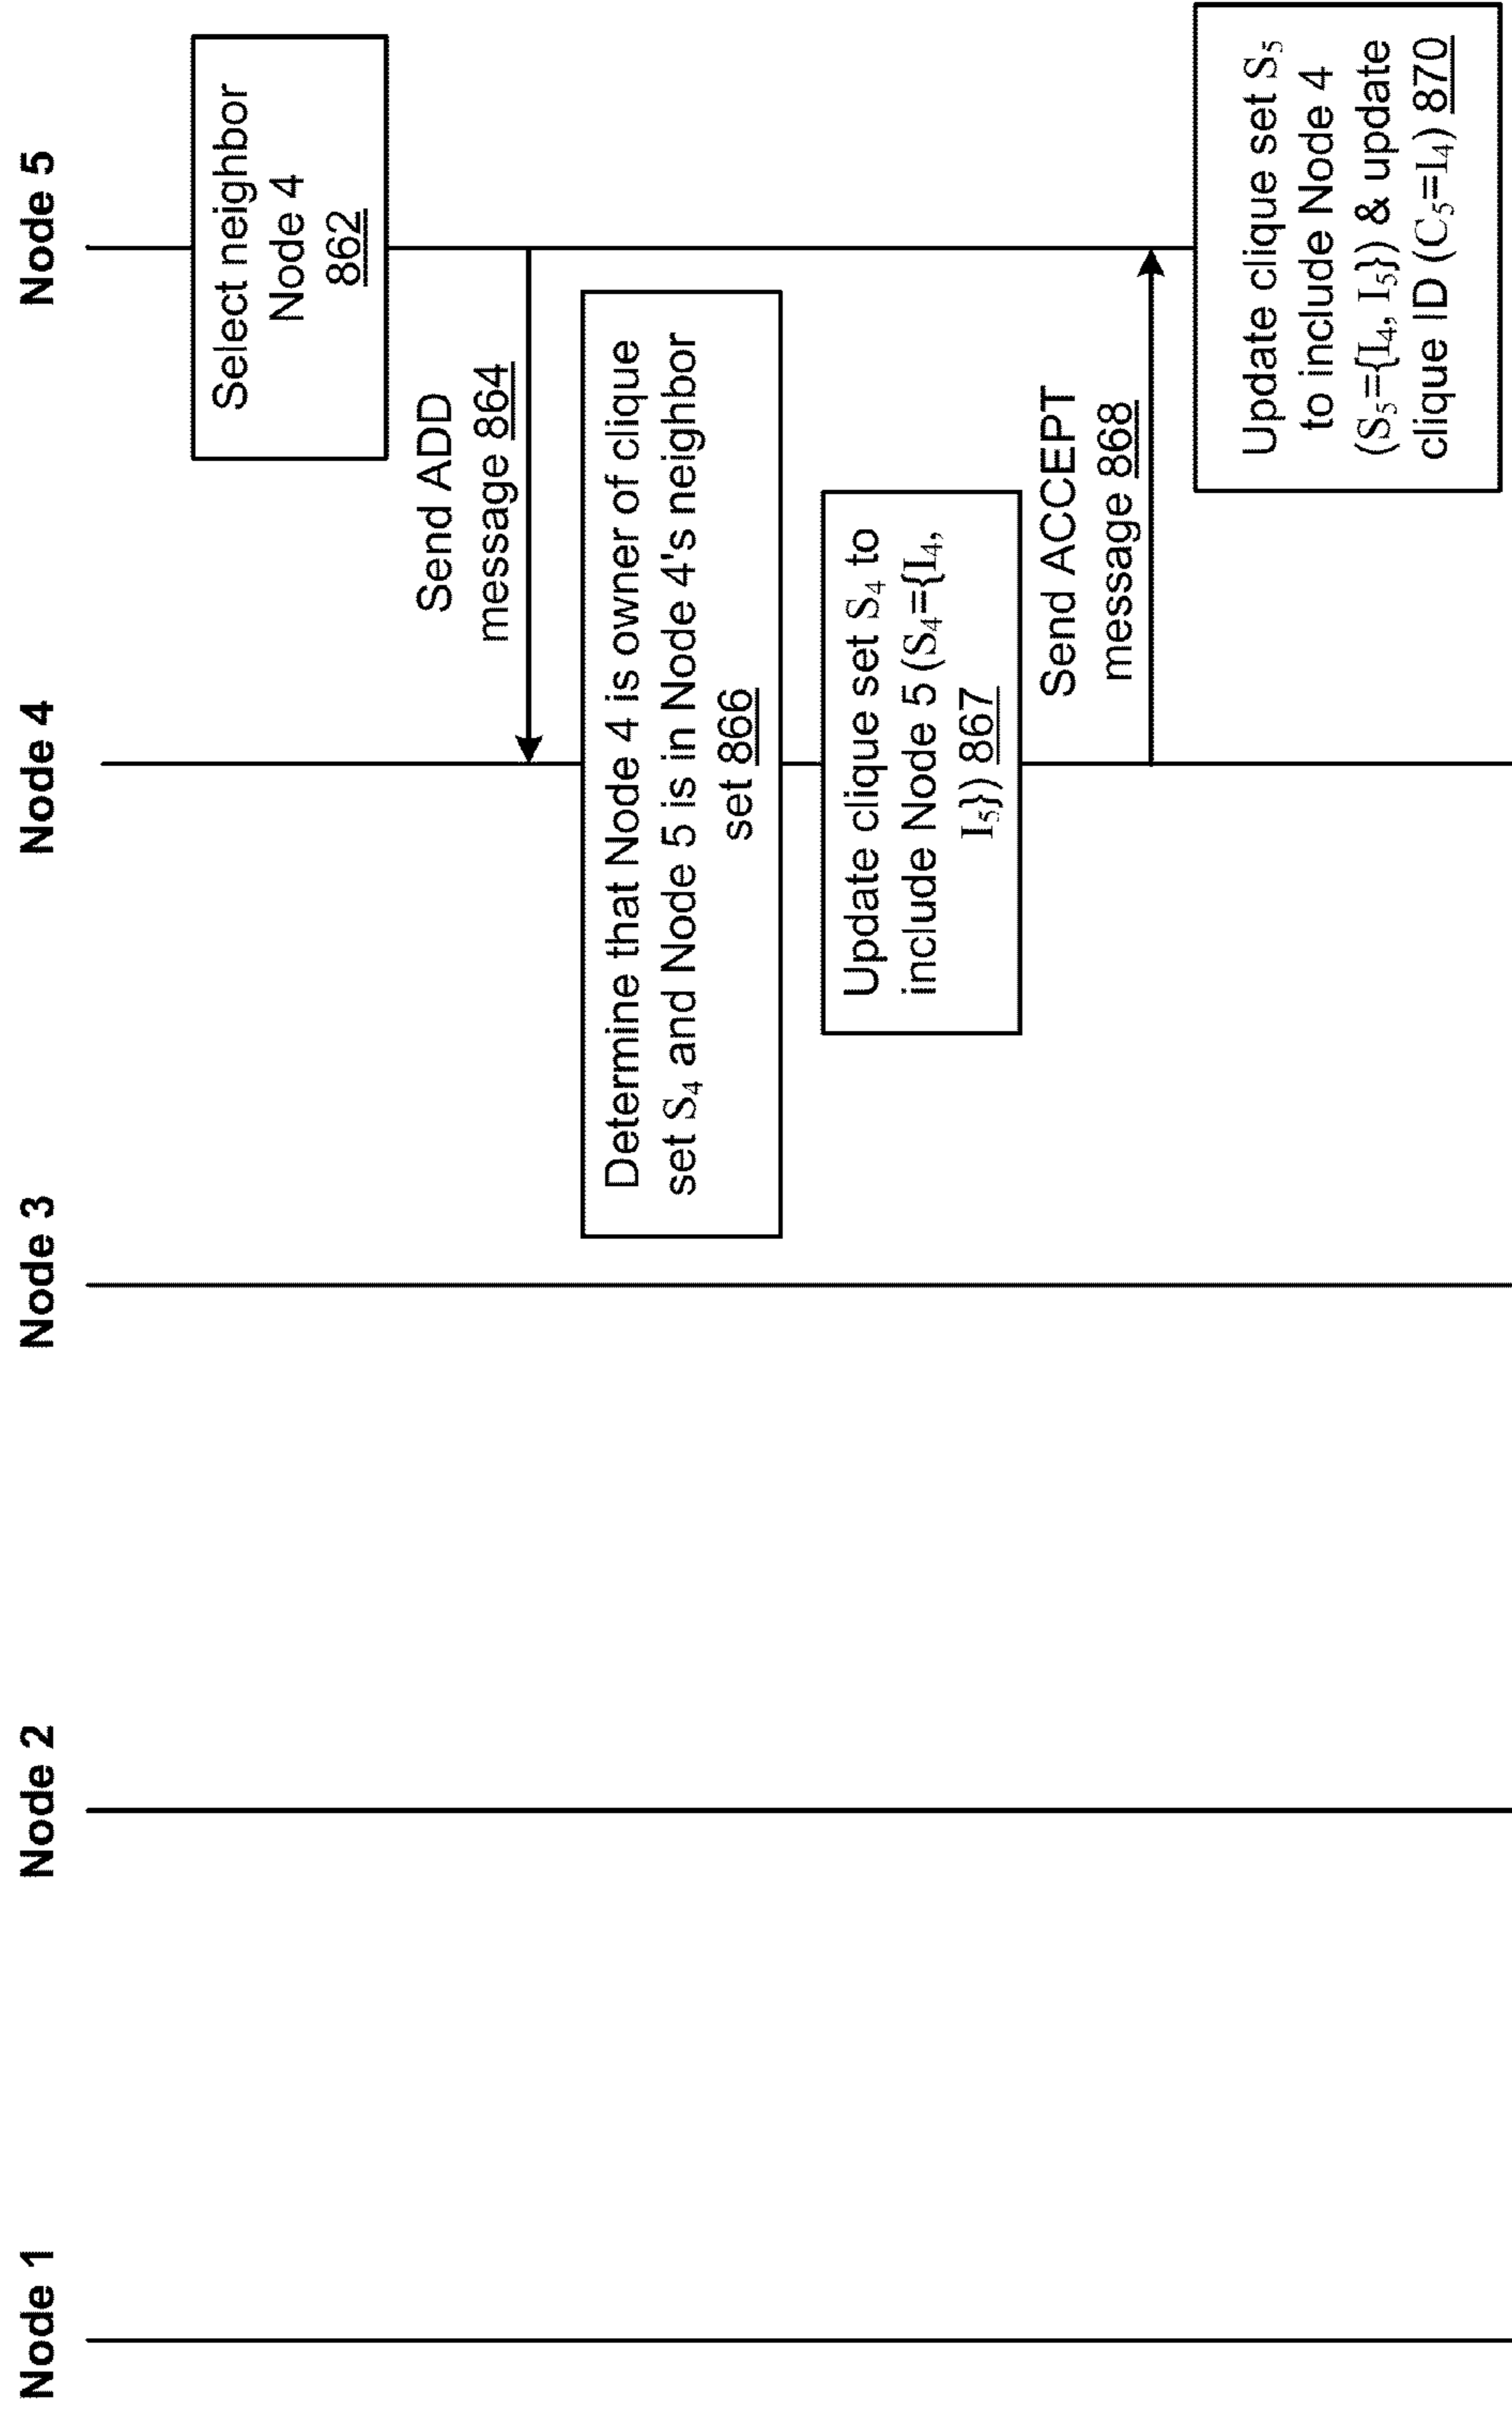 Node 1
Node 2
Node 3
Node 4
Node 5
Select neighbor
Node 4
862
Send ADD
message 864
Determine that Node 4 is owner of clique
set S₄ and Node 5 is in Node 4's neighbor
set 866
Update clique set S₄ to
include Node 5 (S₄={I₄,
I₅}) 867
Send ACCEPT
message 868
Update clique set S₅
to include Node 4
(S₅={I₄, I₅}) & update
clique ID (C₅=I₄) 870